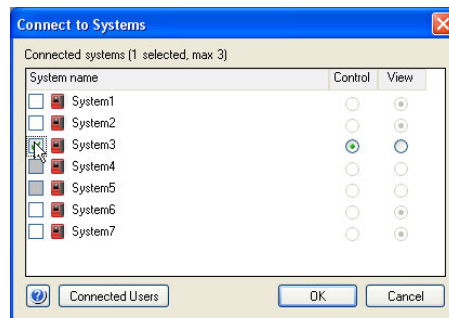 Connect to Systems
Connected systems (1 selected, max 3)
System name Control View
System1
System2
System3
System4
System5
System6
System7
? Connected Users OK Cancel